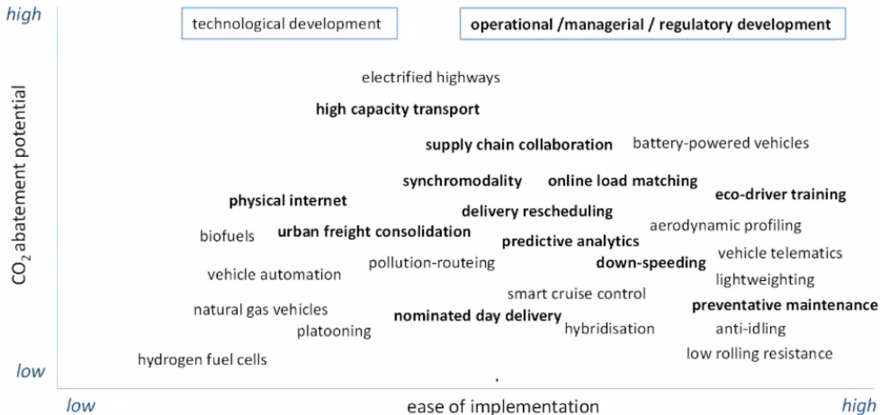 high
technological development
operational /managerial / regulatory development
electrified highways
high capacity transport
supply chain collaboration
battery-powered vehicles
synchromodality
online load matching
eco-driver training
physical internet
delivery rescheduling
aerodynamic profiling
biofuels
urban freight consolidation
predictive analytics
vehicle telematics
pollution-routeing
down-speeding
vehicle automation
lightweighting
smart cruise control
natural gas vehicles
nominated day delivery
preventative maintenance
platooning
hybridisation
anti-idling
hydrogen fuel cells
low rolling resistance
CO2 abatement potential
low
low
ease of implementation
high